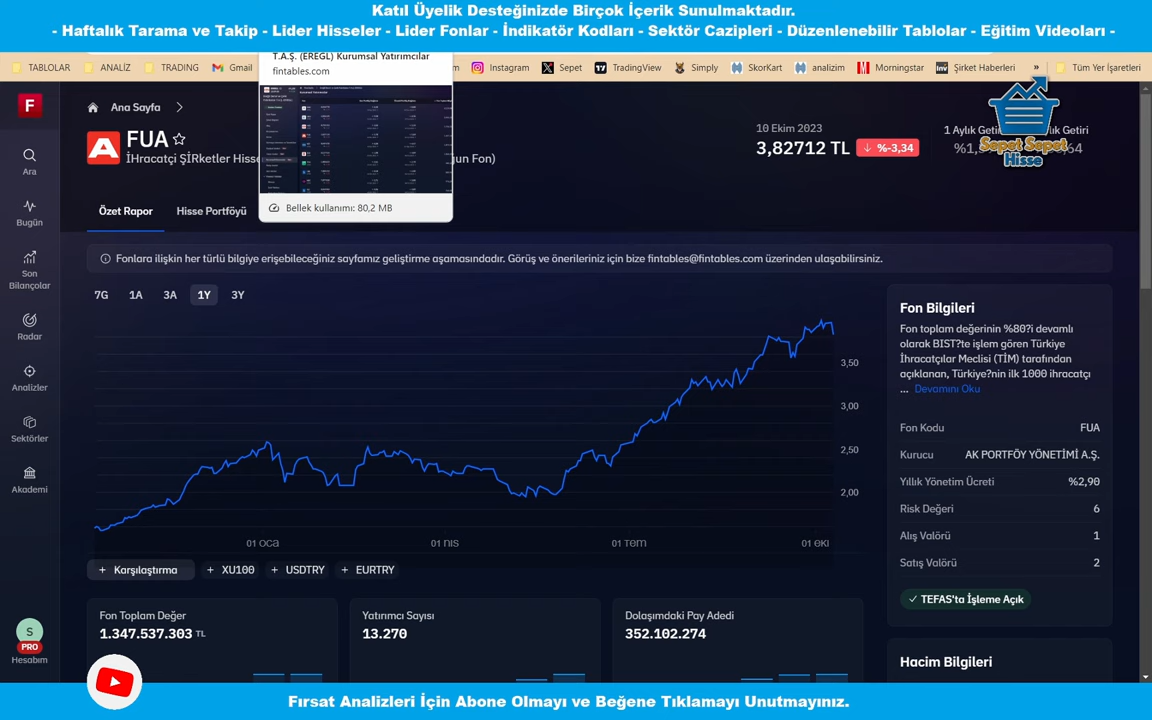 Katıl Üyelik Desteğinizde Birçok İçerik Sunulmaktadır.
- Haftalık Tarama ve Takip - Lider Hisseler - Lider Fonlar - İndikatör Kodları - Sektör Cazipleri - Düzenlenebilir Tablolar - Eğitim Videoları -
TABLOLAR ANALİZ TRADING Gmail Instagram Sepet TradingView Simply SkorKart analizim Morningstar Şirket Haberleri » Tüm Yer İşaretleri
T.A.Ş. (EREGL) Kurumsal Yatırımcılar
fintables.com
Bellek kullanımı: 80,2 MB
Ana Sayfa
FUA
İHracatçi ŞİRketler Hisse
gun Fon)
10 Ekim 2023
3,82712 TL
↓ %-3,34
1 Aylık Getiri
Sepet Sepet
Hisse
Ara
Bugün
Son Bilançolar
Radar
Analizler
Sektörler
Akademi
S
PRO
Hesabım
Özet Rapor Hisse Portföyü
Fonlara ilişkin her türlü bilgiye erişebileceğiniz sayfamız geliştirme aşamasındadır. Görüş ve önerileriniz için bize fintables@fintables.com üzerinden ulaşabilirsiniz.
7G 1A 3A 1Y 3Y
3,50
3,00
2,50
2,00
01 oca 01 nis 01 tem 01 eki
+ Karşılaştırma + XU100 + USDTRY + EURTRY
Fon Toplam Değer
1.347.537.303 TL
Yatırımcı Sayısı
13.270
Dolaşımdaki Pay Adedi
352.102.274
Fon Bilgileri
Fon toplam değerinin %80?i devamlı
olarak BIST?te işlem gören Türkiye
İhracatçılar Meclisi (TİM) tarafından
açıklanan, Türkiye?nin ilk 1000 ihracatçı
... Devamını Oku
Fon Kodu FUA
Kurucu AK PORTFÖY YÖNETİMİ A.Ş.
Yıllık Yönetim Ücreti %2,90
Risk Değeri 6
Alış Valörü 1
Satış Valörü 2
✓ TEFAS'ta İşleme Açık
Hacim Bilgileri
Fırsat Analizleri İçin Abone Olmayı ve Beğene Tıklamayı Unutmayınız.